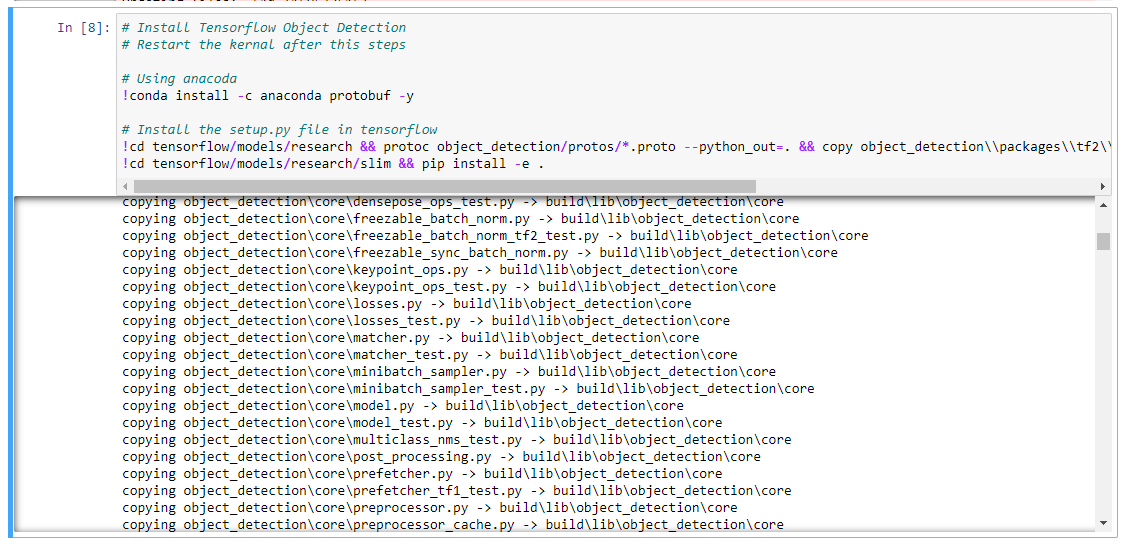 In [8]:
# Install Tensorflow Object Detection
# Restart the kernal after this steps
# Using anacoda
!conda install -c anaconda protobuf -y
# Install the setup.py file in tensorflow
!cd tensorflow/models/research && protoc object_detection/protos/*.proto --python_out=. && copy object_detection\\packages\\tf2\\
!cd tensorflow/models/research/slim && pip install -e .
copying object_detection\core\densepose_ops_test.py -> build\lib\object_detection\core
copying object_detection\core\freezable_batch_norm.py -> build\lib\object_detection\core
copying object_detection\core\freezable_batch_norm_tf2_test.py -> build\lib\object_detection\core
copying object_detection\core\freezable_sync_batch_norm.py -> build\lib\object_detection\core
copying object_detection\core\keypoint_ops.py -> build\lib\object_detection\core
copying object_detection\core\keypoint_ops_test.py -> build\lib\object_detection\core
copying object_detection\core\losses.py -> build\lib\object_detection\core
copying object_detection\core\losses_test.py -> build\lib\object_detection\core
copying object_detection\core\matcher.py -> build\lib\object_detection\core
copying object_detection\core\matcher_test.py -> build\lib\object_detection\core
copying object_detection\core\minibatch_sampler.py -> build\lib\object_detection\core
copying object_detection\core\minibatch_sampler_test.py -> build\lib\object_detection\core
copying object_detection\core\model.py -> build\lib\object_detection\core
copying object_detection\core\model_test.py -> build\lib\object_detection\core
copying object_detection\core\multiclass_nms_test.py -> build\lib\object_detection\core
copying object_detection\core\post_processing.py -> build\lib\object_detection\core
copying object_detection\core\prefetcher.py -> build\lib\object_detection\core
copying object_detection\core\prefetcher_tf1_test.py -> build\lib\object_detection\core
copying object_detection\core\preprocessor.py -> build\lib\object_detection\core
copying object_detection\core\preprocessor_cache.py -> build\lib\object_detection\core